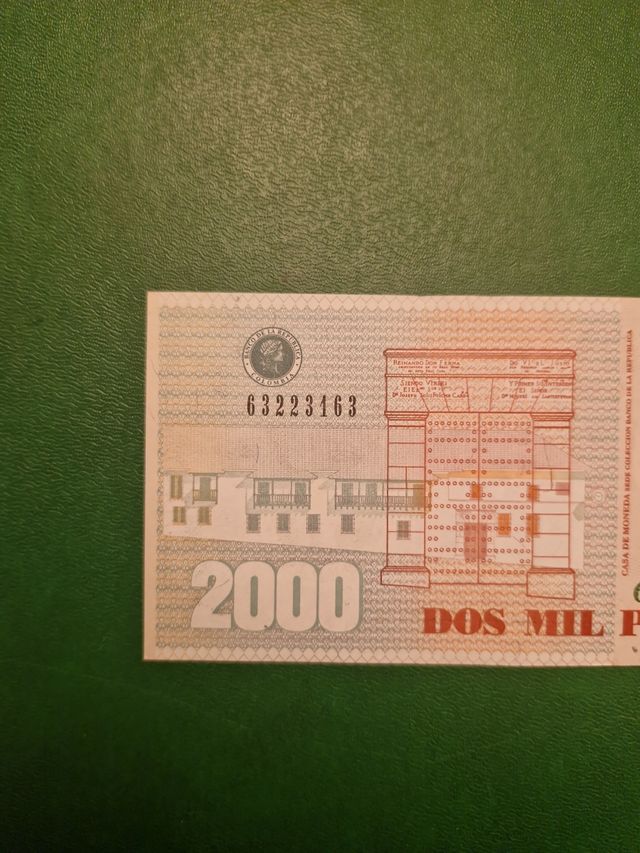 BANCO DE LA REPUBLICA
COLOMBIA
63223163
REINANDO DON FERNA
SIENDO VIRREI
Y PRIMER
CASA DE MONEDA SEDE COLECCION BANCO DE LA REPUBLICA
2000
DOS MIL P